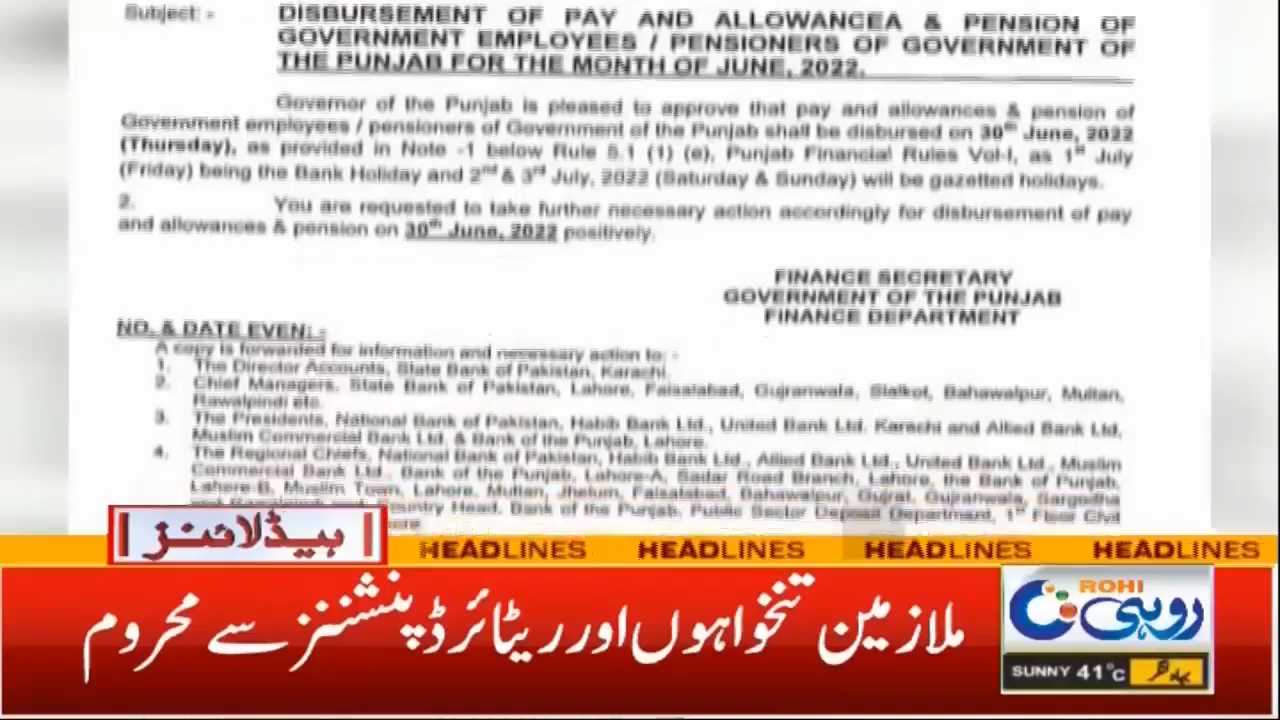 Subject: -
DISBURSEMENT OF PAY AND ALLOWANCEA & PENSION OF
GOVERNMENT EMPLOYEES / PENSIONERS OF GOVERNMENT OF
THE PUNJAB FOR THE MONTH OF JUNE, 2022.
Governor of the Punjab is pleased to approve that pay and allowances & pension of
Government employees / pensioners of Government of the Punjab shall be disbursed on 30th June, 2022
(Thursday), as provided in Note -1 below Rule 5.1 (1) (e), Punjab Financial Rules Vol-I, as 1st July
(Friday) being the Bank Holiday and 2nd & 3rd July, 2022 (Saturday & Sunday) will be gazetted holidays.
2. You are requested to take further necessary action accordingly for disbursement of pay
and allowances & pension on 30th June, 2022 positively.
FINANCE SECRETARY
GOVERNMENT OF THE PUNJAB
FINANCE DEPARTMENT
NO. & DATE EVEN: -
A copy is forwarded for information and necessary action to: -
1. The Director Accounts, State Bank of Pakistan, Karachi.
2. Chief Managers, State Bank of Pakistan, Lahore, Faisalabad, Gujranwala, Sialkot, Bahawalpur, Multan,
Rawalpindi etc.
3. The Presidents, National Bank of Pakistan, Habib Bank Ltd., United Bank Ltd. Karachi and Allied Bank Ltd,
Muslim Commercial Bank Ltd. & Bank of the Punjab, Lahore.
4. The Regional Chiefs, National Bank of Pakistan, Habib Bank Ltd., Allied Bank Ltd., United Bank Ltd., Muslim
Commercial Bank Ltd., Bank of the Punjab, Lahore-A, Sadar Road Branch, Lahore, the Bank of Punjab,
Lahore-B, Muslim Town, Lahore, Multan, Jhelum, Faisalabad, Bahawalpur, Gujrat, Gujranwala, Sargodha
Country Head, Bank of the Punjab, Public Sector Deposit Department, 1st Floor Civil
ہیڈلائنز
HEADLINES HEADLINES HEADLINES HEADLINES
ملازمین تنخواہوں اور ریٹائرڈ پنشنرز سے محروم
ROHI
روہی
SUNNY 41°C